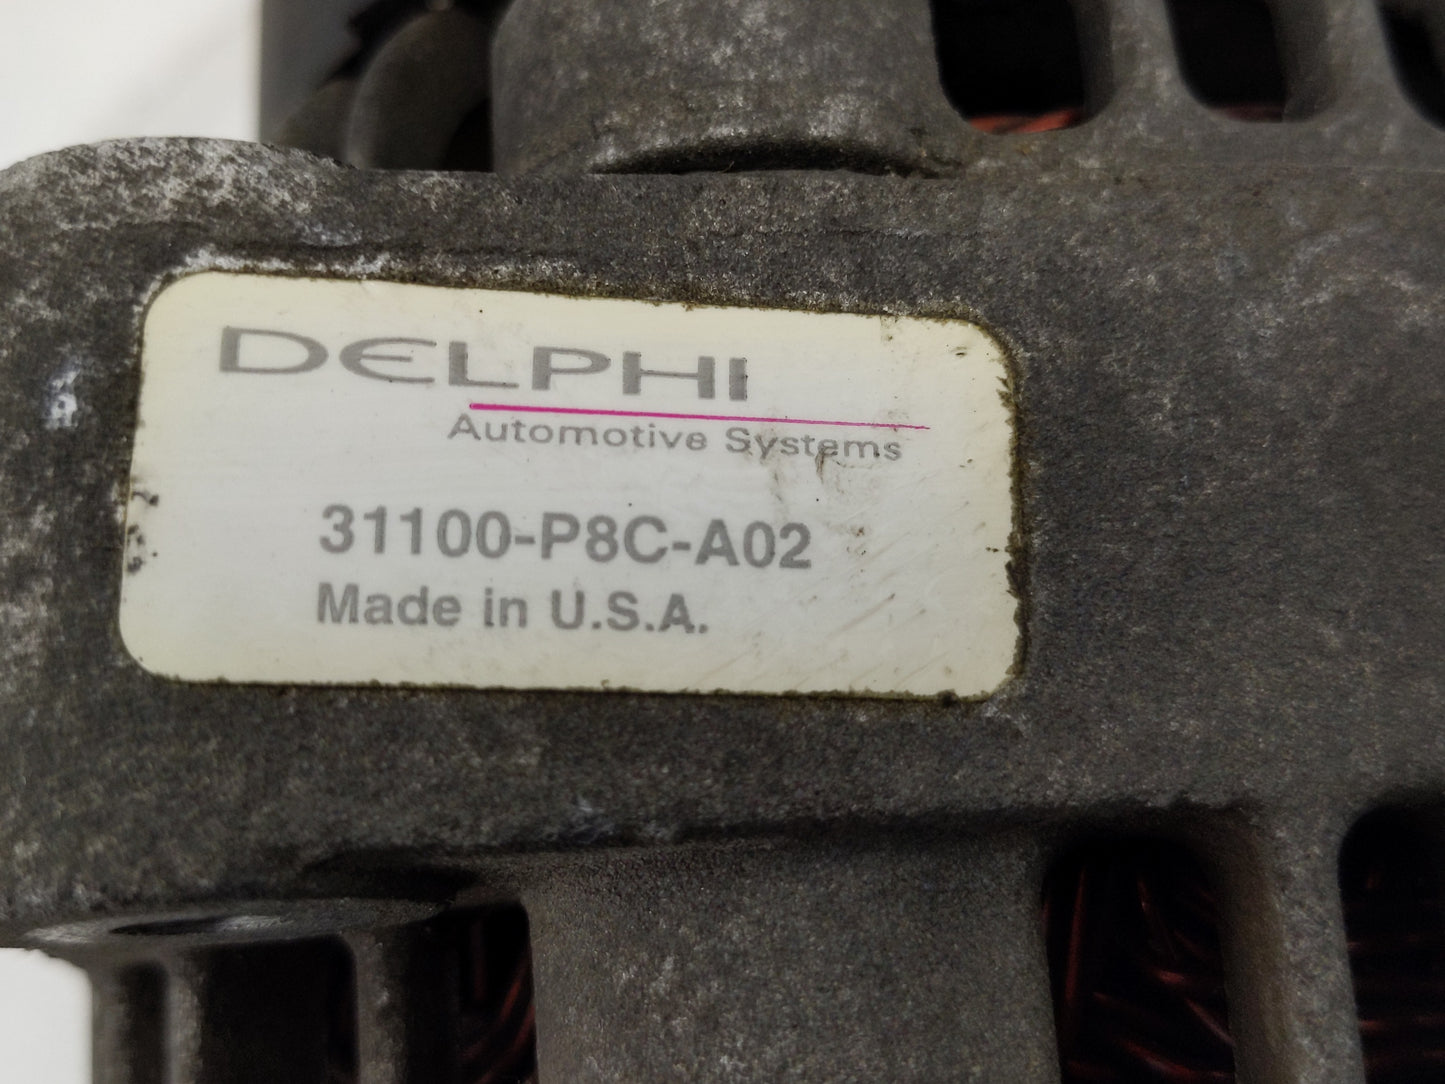 DELPHI
Automotive Systems
31100-P8C-A02
Made in U.S.A.